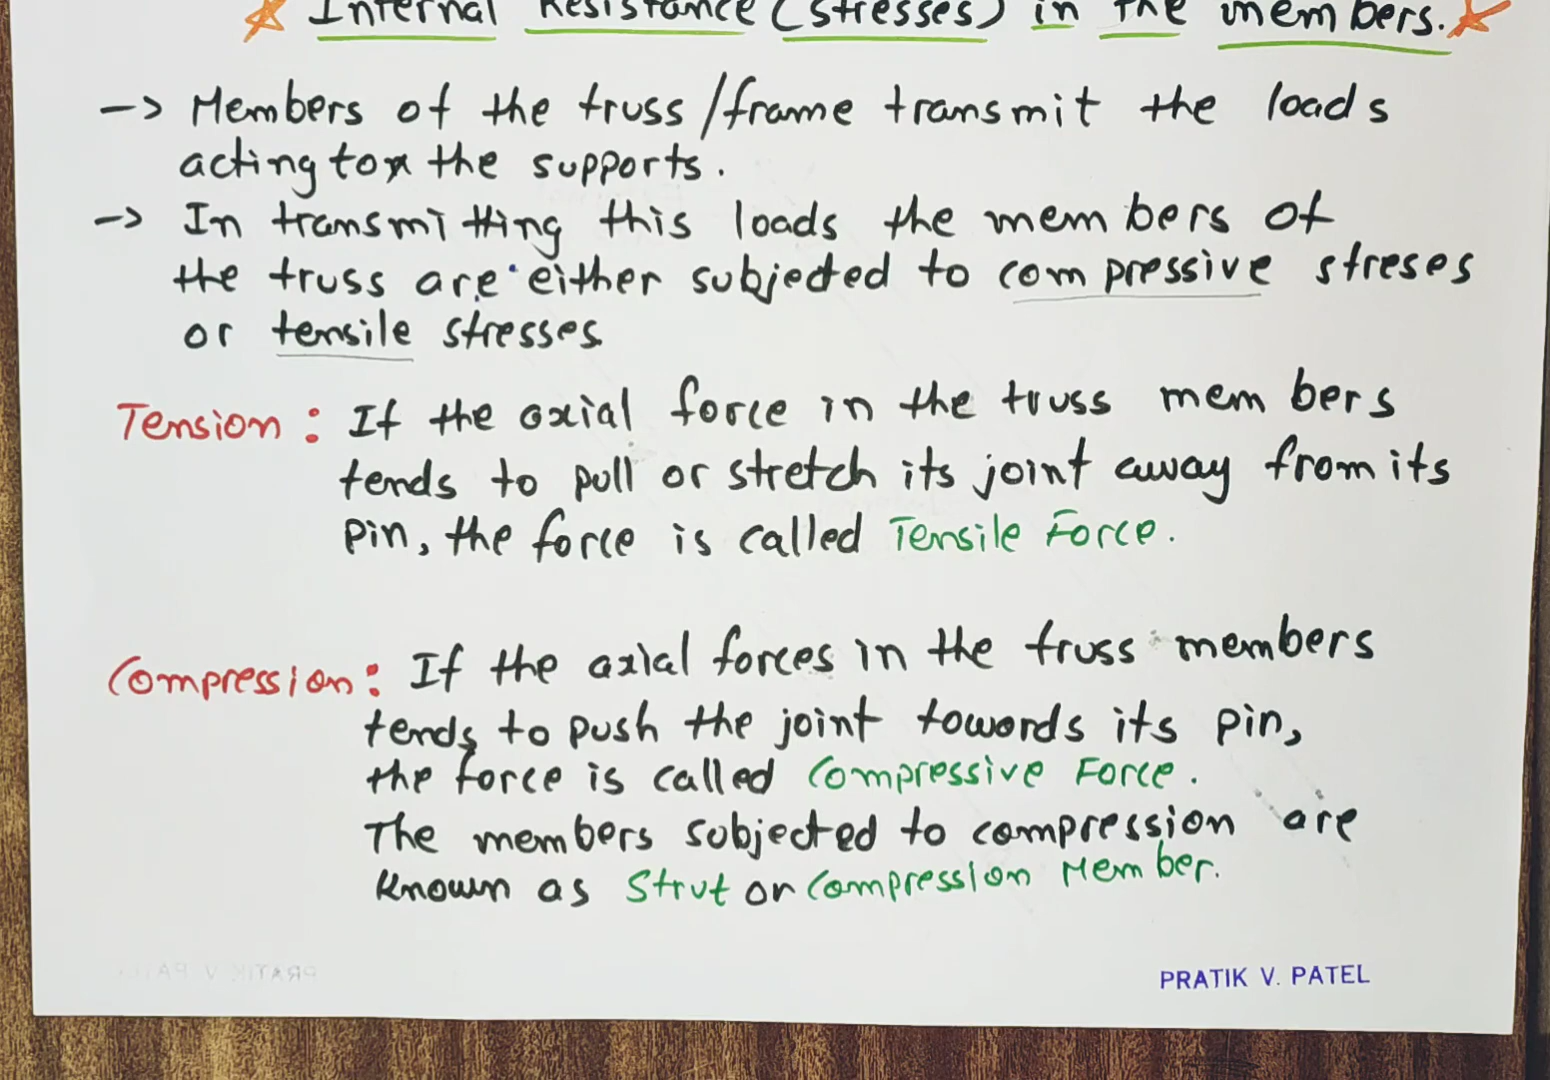 Internal Resistance (stresses) in the members.
-> Members of the truss/frame transmit the loads
acting to the supports.
-> In transmitting this loads the members of
the truss are either subjected to compressive streses
or tensile stresses
Tension : If the axial force in the truss members
tends to pull or stretch its joint away from its
pin, the force is called Tensile Force.
Compression : If the axial forces in the truss members
tends to push the joint towords its pin,
the force is called Compressive Force.
The members subjected to compression are
known as Strut or Compression Member.
PRATIK V. PATEL